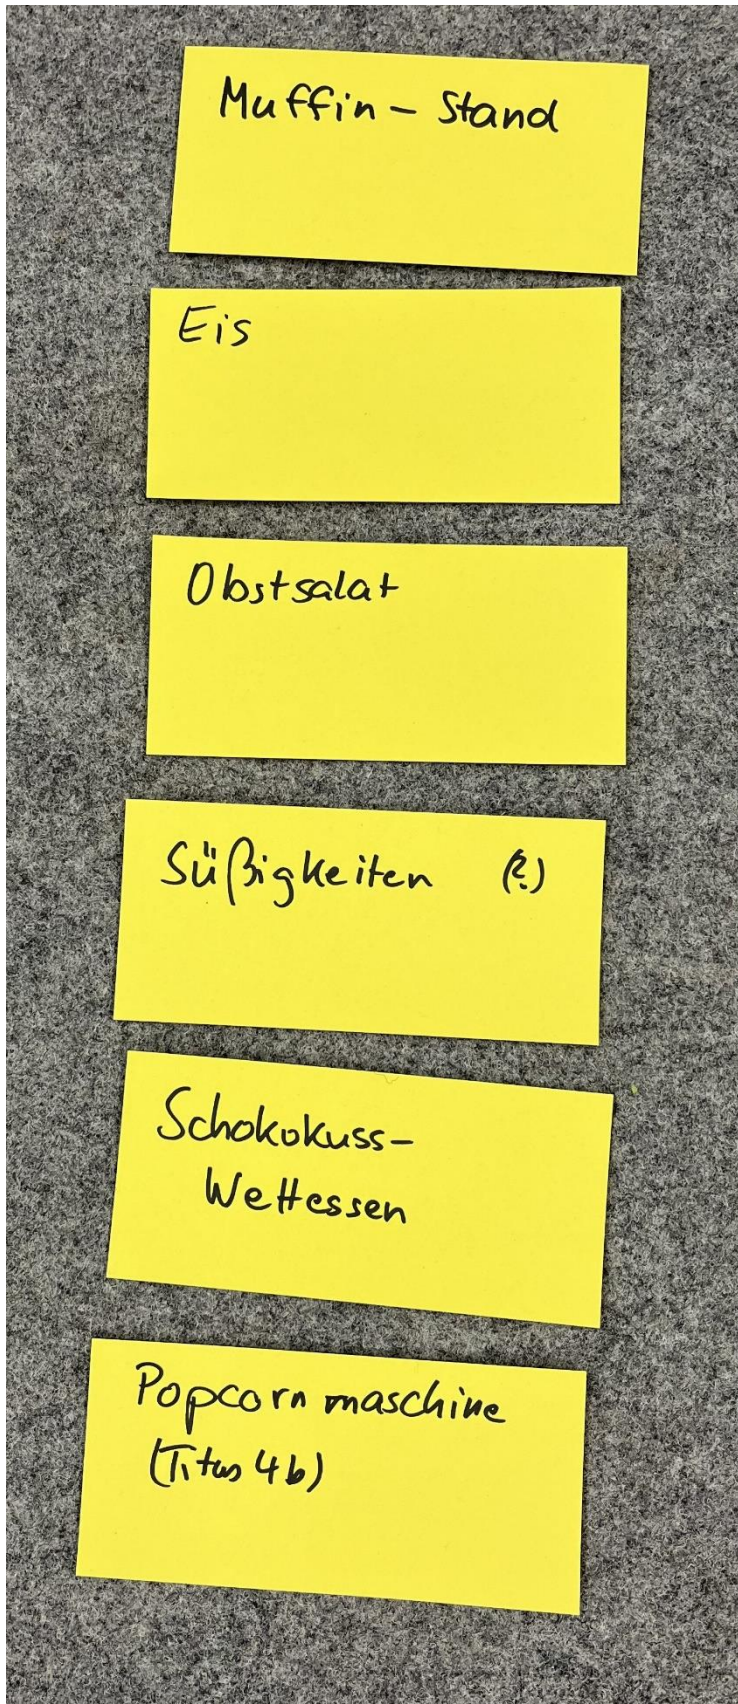 Muffin - Stand
Eis
Obstsalat
Süßigkeiten (?)
Schokokuss-
Wettessen
Popcornmaschine
(Titus 4b)